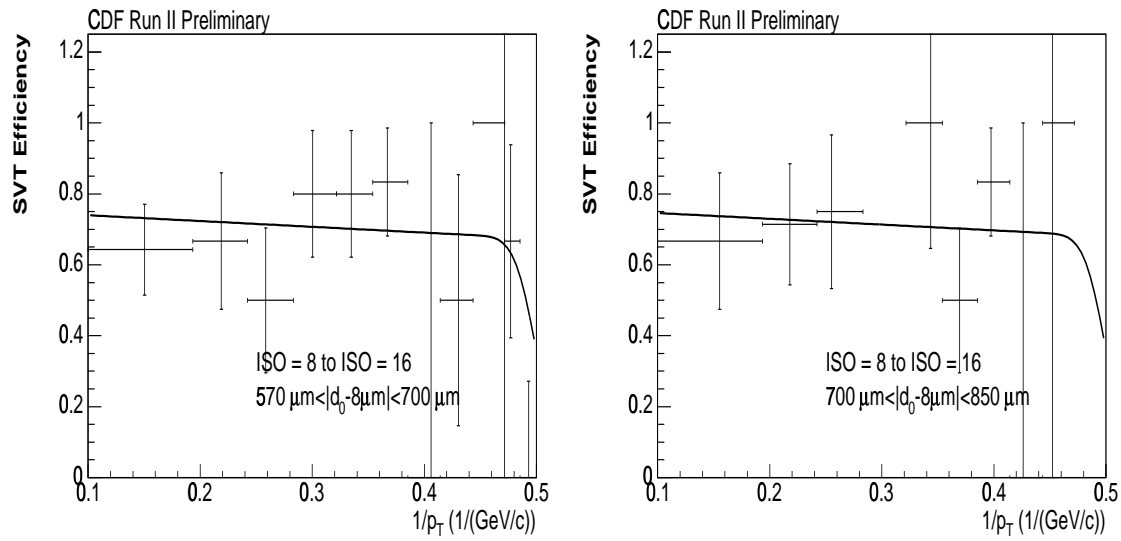 CDF Run II Preliminary
SVT Efficiency
1.2
1
0.8
0.6
0.4
0.2
0
ISO = 8 to ISO = 16
570 μm<|d0-8μm|<700 μm
0.1 0.2 0.3 0.4 0.5
1/pT (1/(GeV/c))
CDF Run II Preliminary
SVT Efficiency
1.2
1
0.8
0.6
0.4
0.2
0
ISO = 8 to ISO = 16
700 μm<|d0-8μm|<850 μm
0.1 0.2 0.3 0.4 0.5
1/pT (1/(GeV/c))